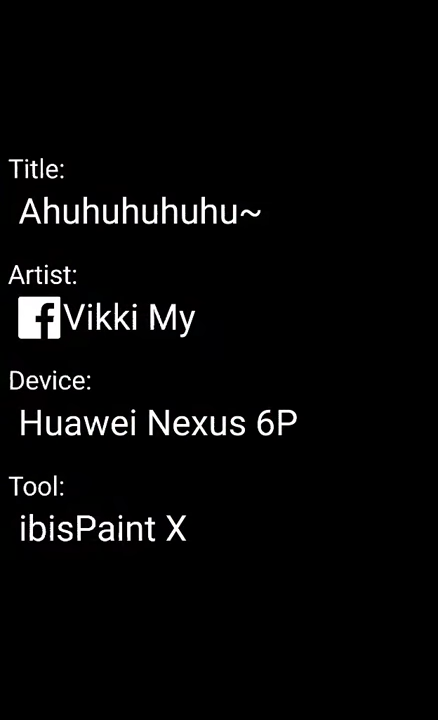 Title:
Ahuhuhuhuhu~
Artist:
Vikki My
Device:
Huawei Nexus 6P
Tool:
ibisPaint X